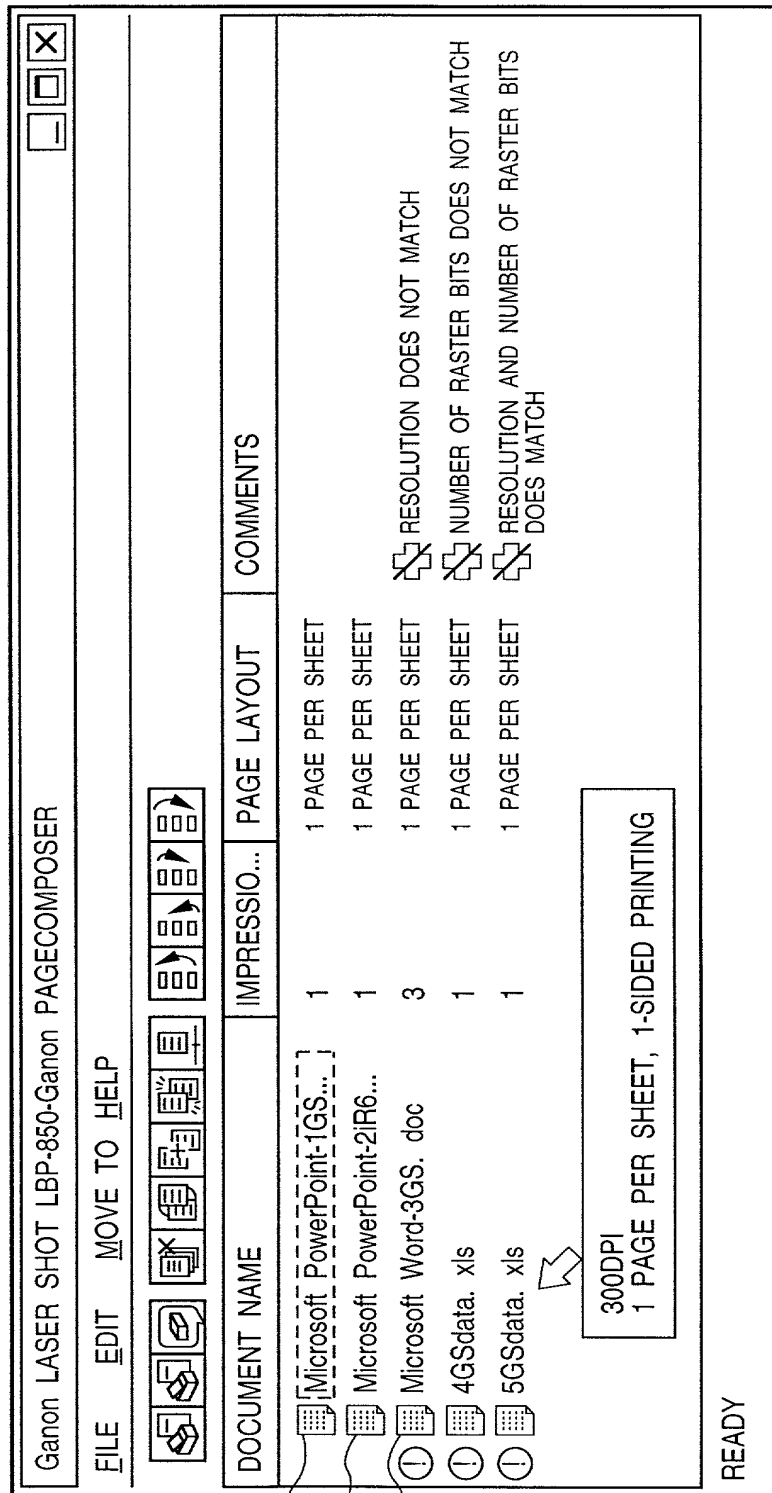 Ganon LASER SHOT LBP-850-Ganon PAGECOMPOSER
FILE EDIT MOVE TO HELP
DOCUMENT NAME IMPRESSIO... PAGE LAYOUT COMMENTS
Microsoft PowerPoint-1GS... 1 1 PAGE PER SHEET
Microsoft PowerPoint-2iR6... 1 1 PAGE PER SHEET
Microsoft Word-3GS. doc 3 1 PAGE PER SHEET RESOLUTION DOES NOT MATCH
4GSdata. xls 1 1 PAGE PER SHEET NUMBER OF RASTER BITS DOES NOT MATCH
5GSdata. xls 1 1 PAGE PER SHEET RESOLUTION AND NUMBER OF RASTER BITS
DOES MATCH
300DPI
1 PAGE PER SHEET, 1-SIDED PRINTING
READY